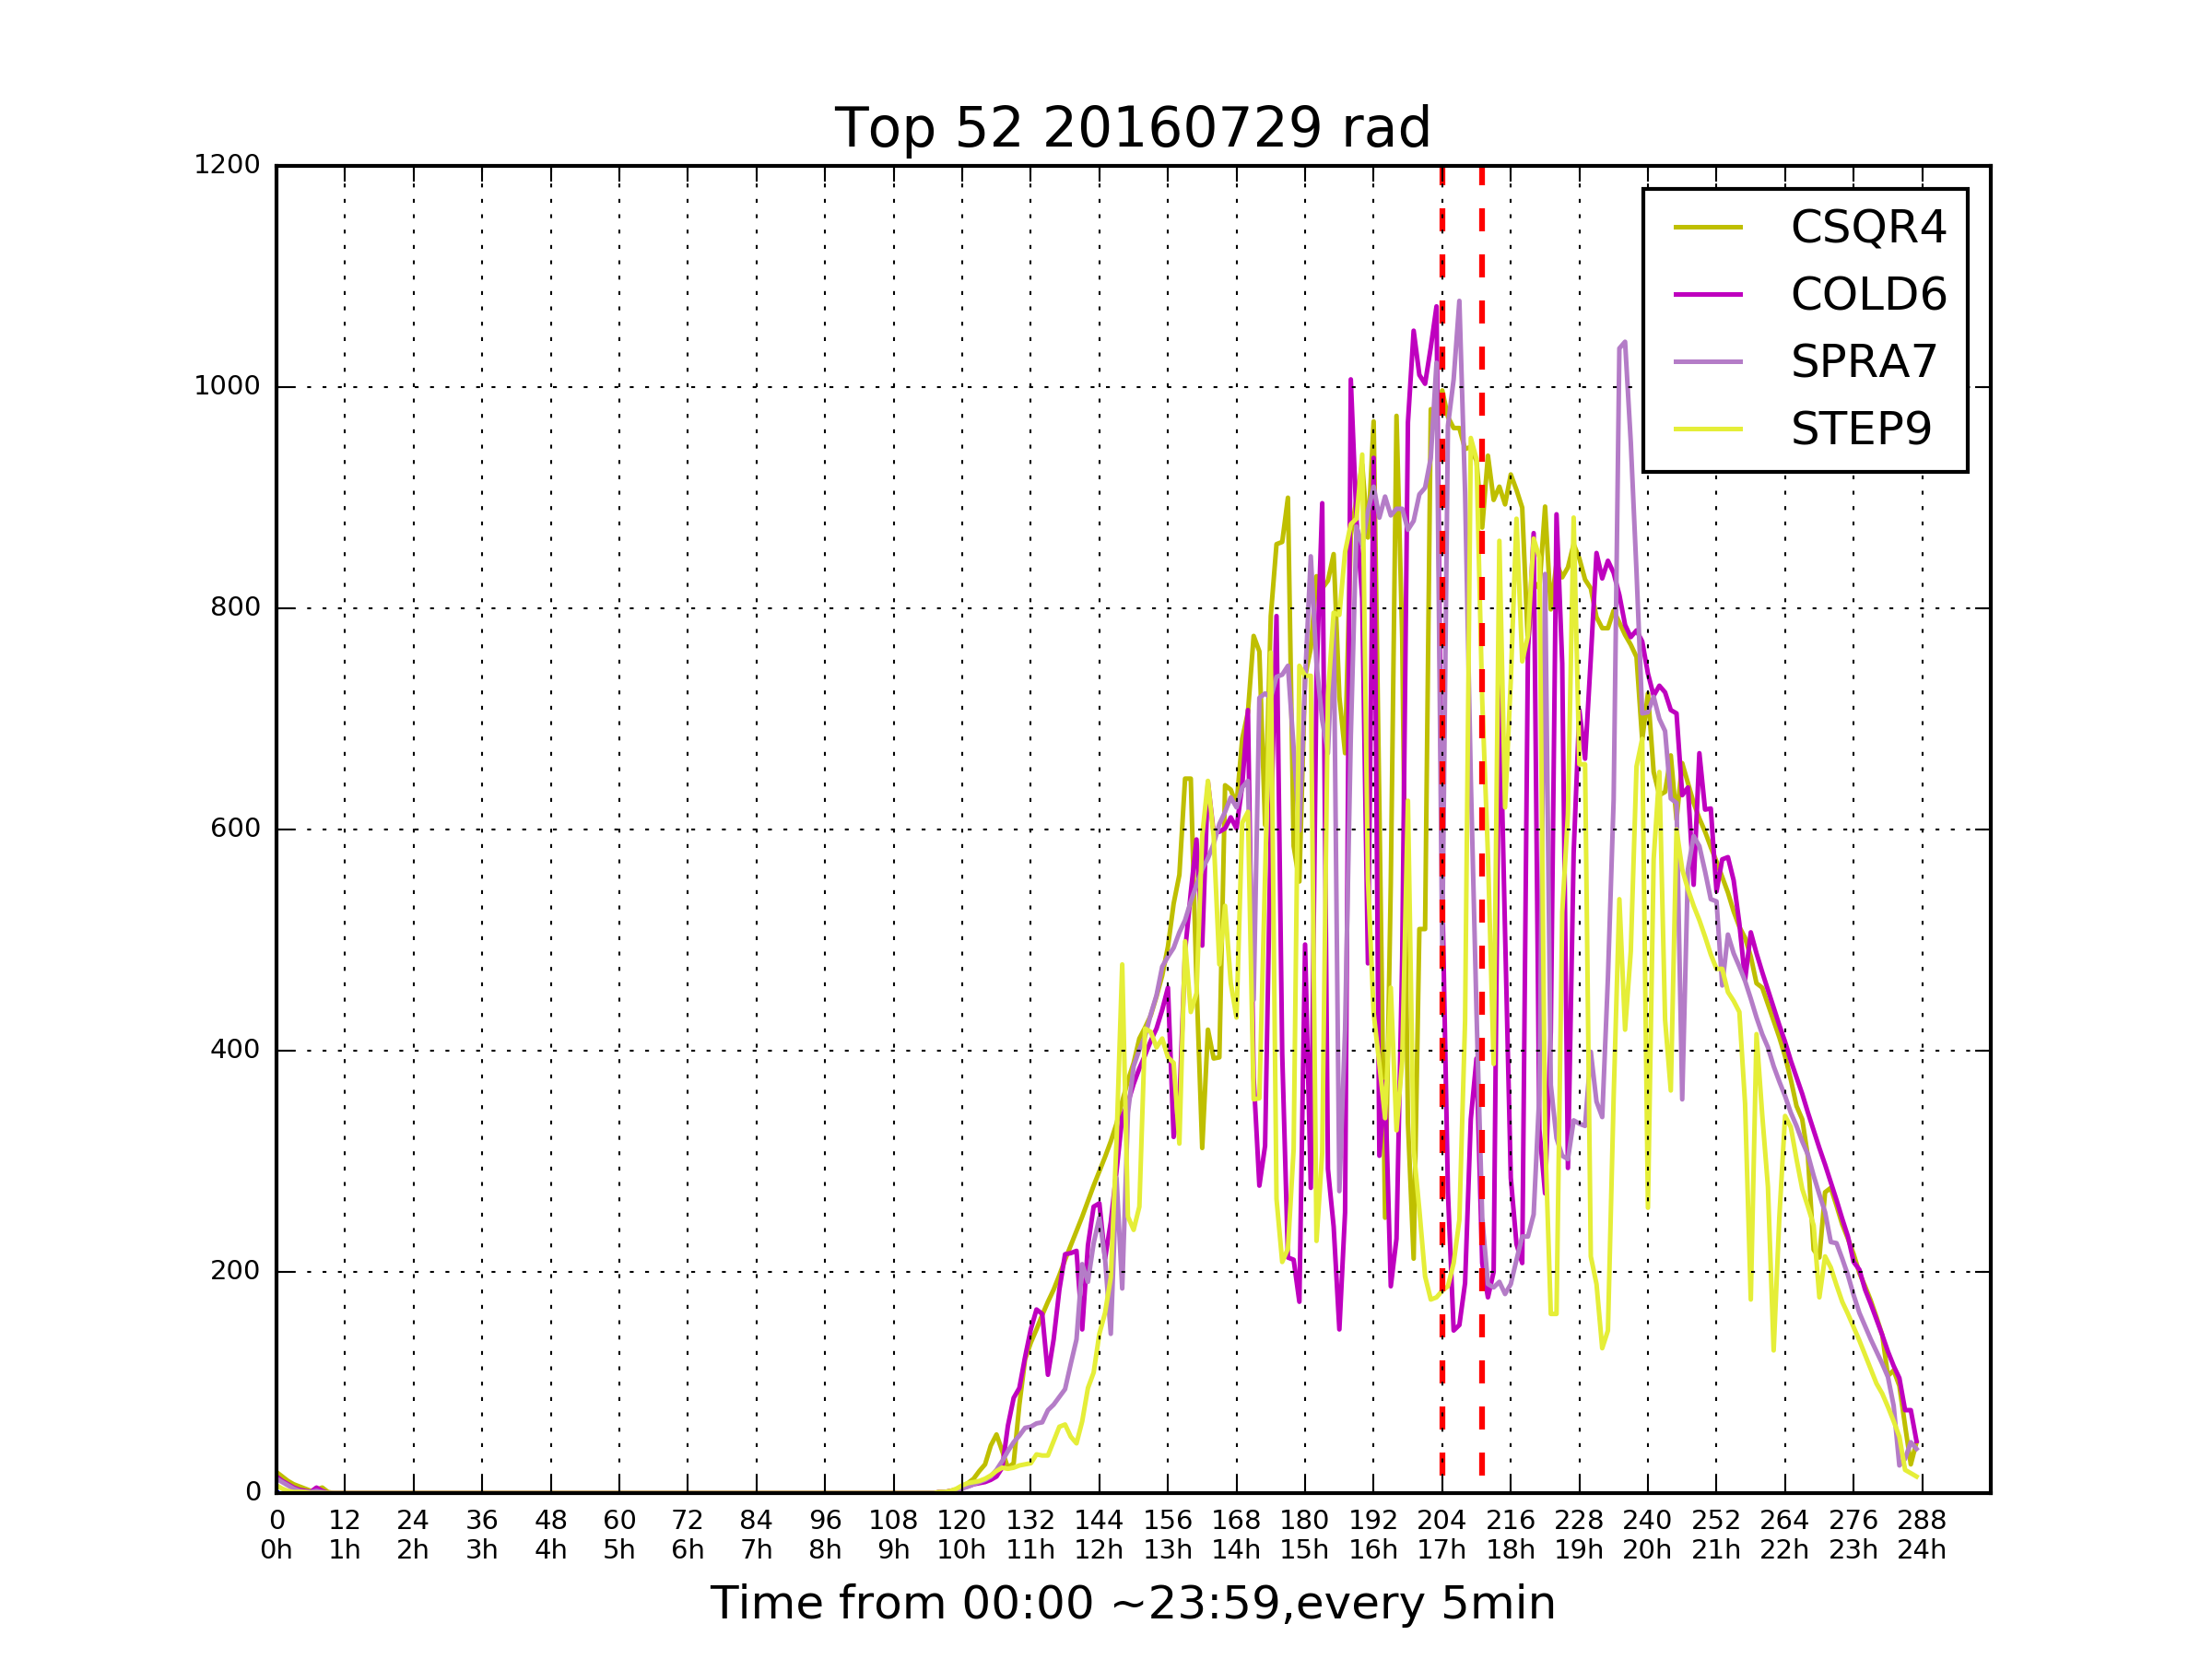 Top 52 20160729 rad
1200
1000
800
600
400
200
0
CSQR4
COLD6
SPRA7
STEP9
0 12 24 36 48 60 72 84 96 108 120 132 144 156 168 180 192 204 216 228 240 252 264 276 288
0h 1h 2h 3h 4h 5h 6h 7h 8h 9h 10h 11h 12h 13h 14h 15h 16h 17h 18h 19h 20h 21h 22h 23h 24h
Time from 00:00 ~23:59,every 5min